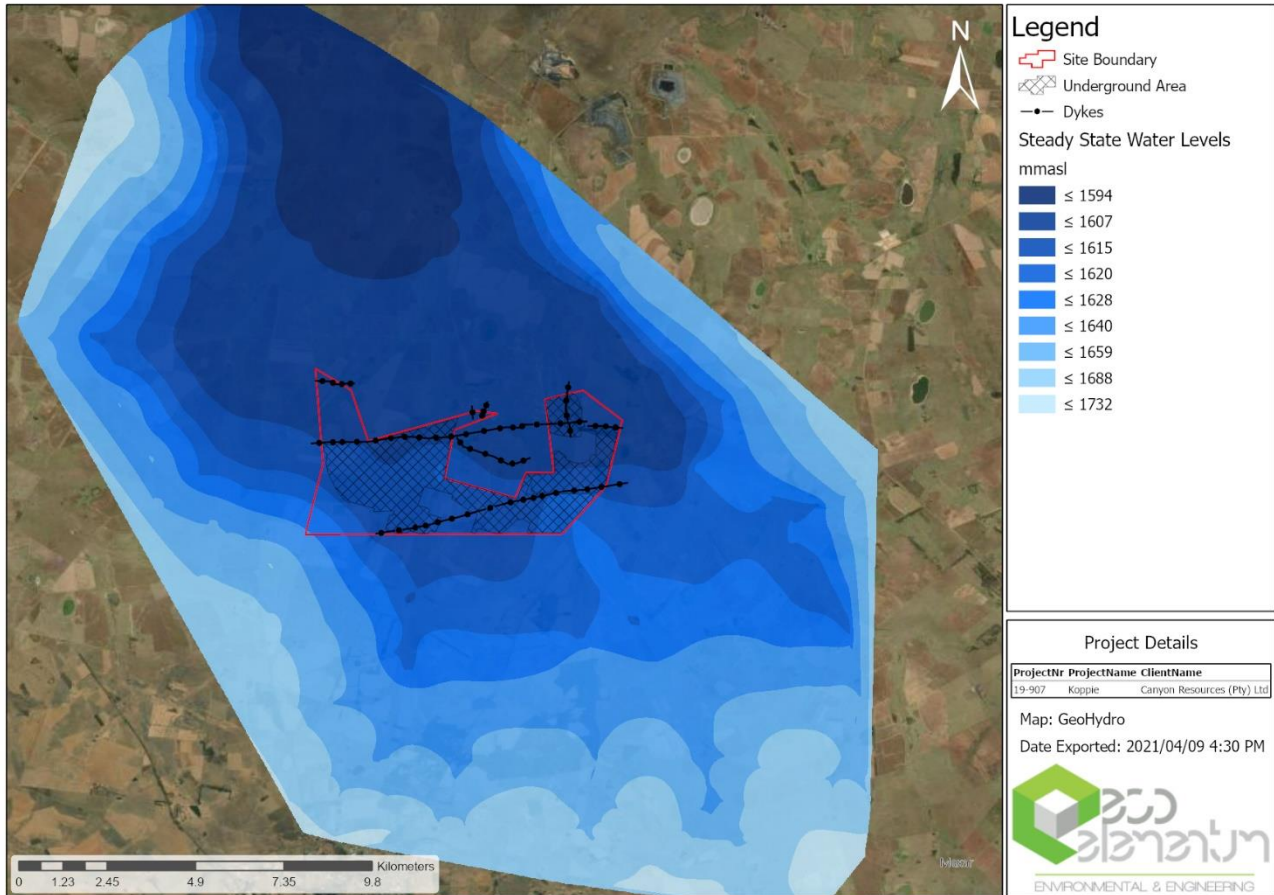 Legend
N
Site Boundary
Underground Area
Dykes
Steady State Water Levels
mmasl
≤ 1594
≤ 1607
≤ 1615
≤ 1620
≤ 1628
≤ 1640
≤ 1659
≤ 1688
≤ 1732
Project Details
ProjectNr ProjectName ClientName
19-907 Koppie Canyon Resources (Pty) Ltd
Map: GeoHydro
Date Exported: 2021/04/09 4:30 PM
eco
elementum
ENVIRONMENTAL & ENGINEERING
Kilometers
0 1.23 2.45 4.9 7.35 9.8